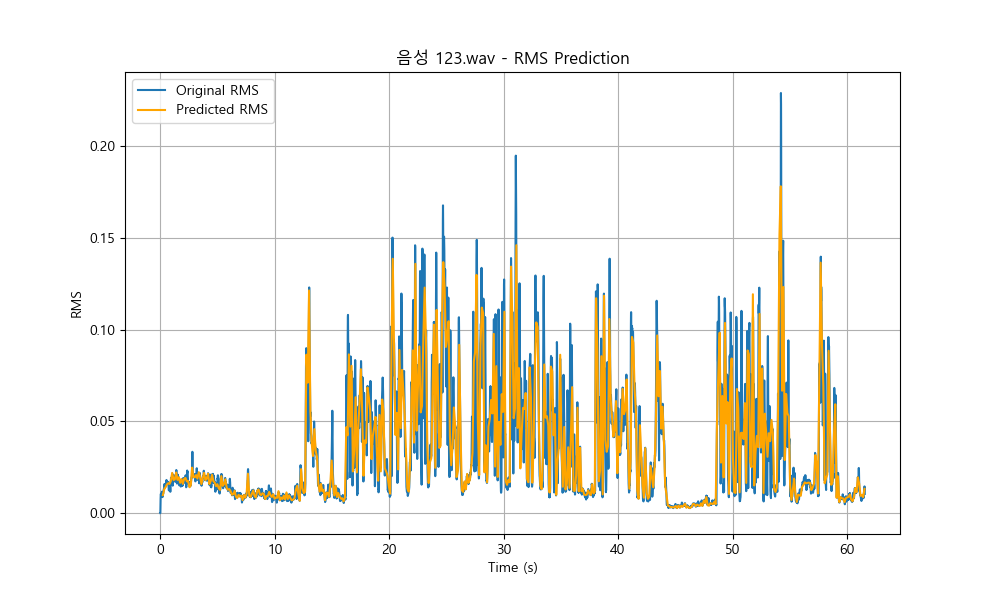 음성 123.wav - RMS Prediction
Original RMS
Predicted RMS
0.20
0.15
0.10
0.05
0.00
RMS
0 10 20 30 40 50 60
Time (s)